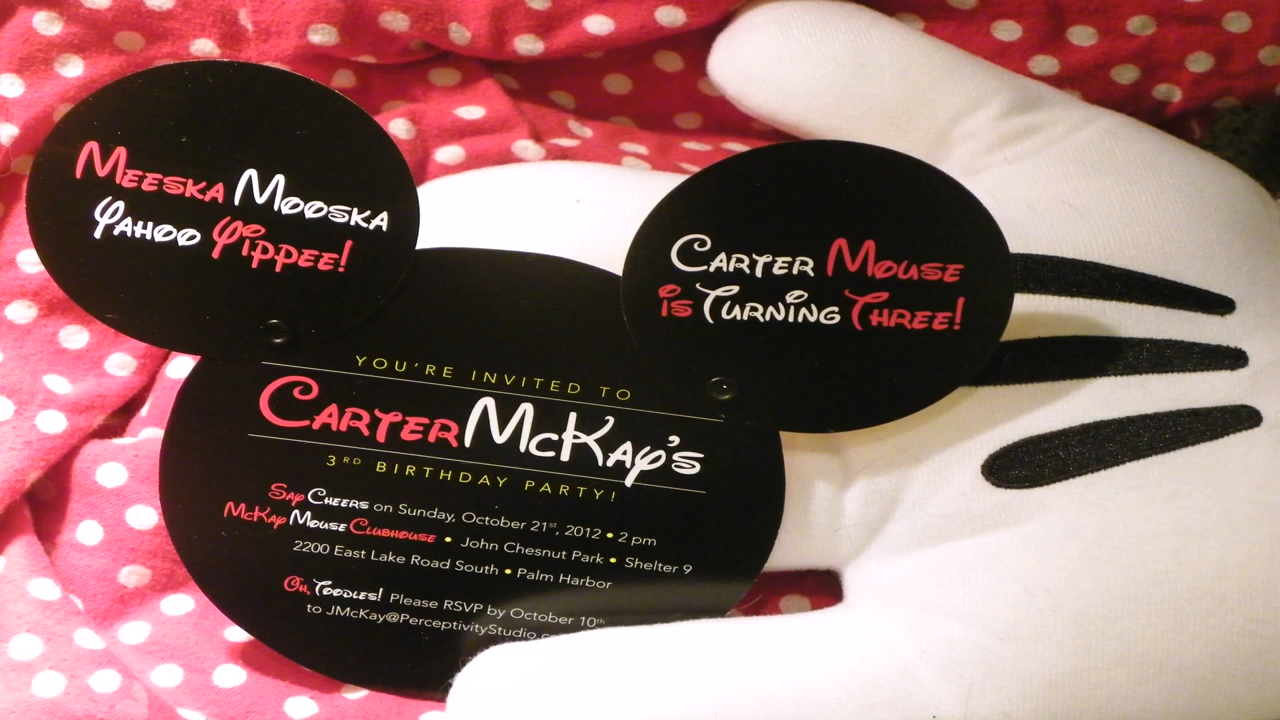 Meeska Mooska
Yahoo Yippee!
Carter Mouse
is Turning Three!
YOU'RE INVITED TO
Carter McKay's
3RD BIRTHDAY PARTY!
Say Cheers on Sunday, October 21st, 2012 • 2 pm
McKay Mouse Clubhouse • John Chesnut Park • Shelter 9
2200 East Lake Road South • Palm Harbor
Oh, Toodles! Please RSVP by October 10th
to JMcKay@PerceptivityStudio.c